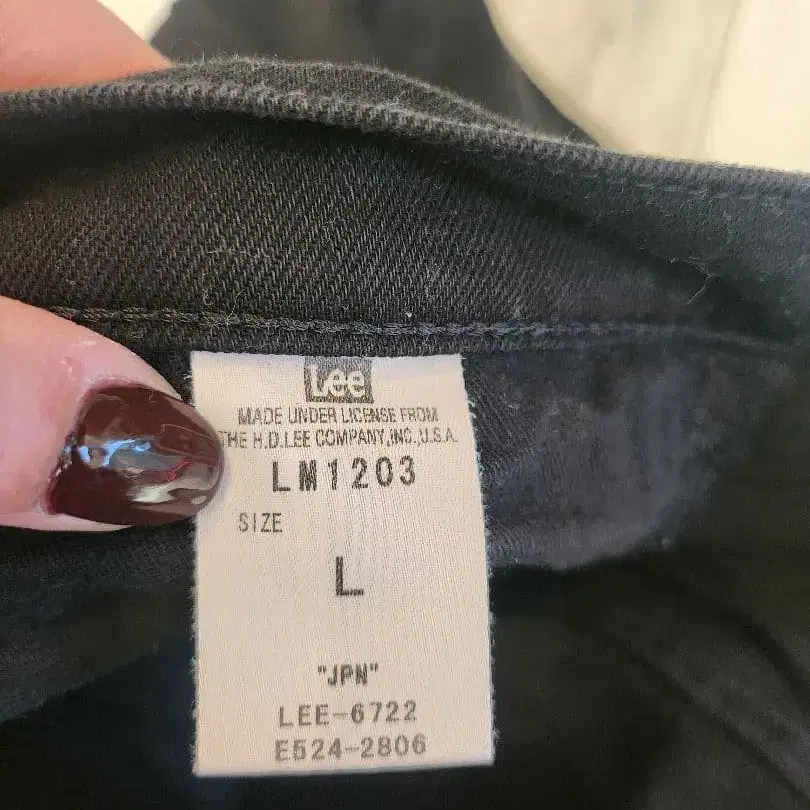 Lee
MADE UNDER LICENSE FROM
THE H.D.LEE COMPANY,INC.,U.S.A.
LM1203
SIZE
L
"JPN"
LEE-6722
E524-2806